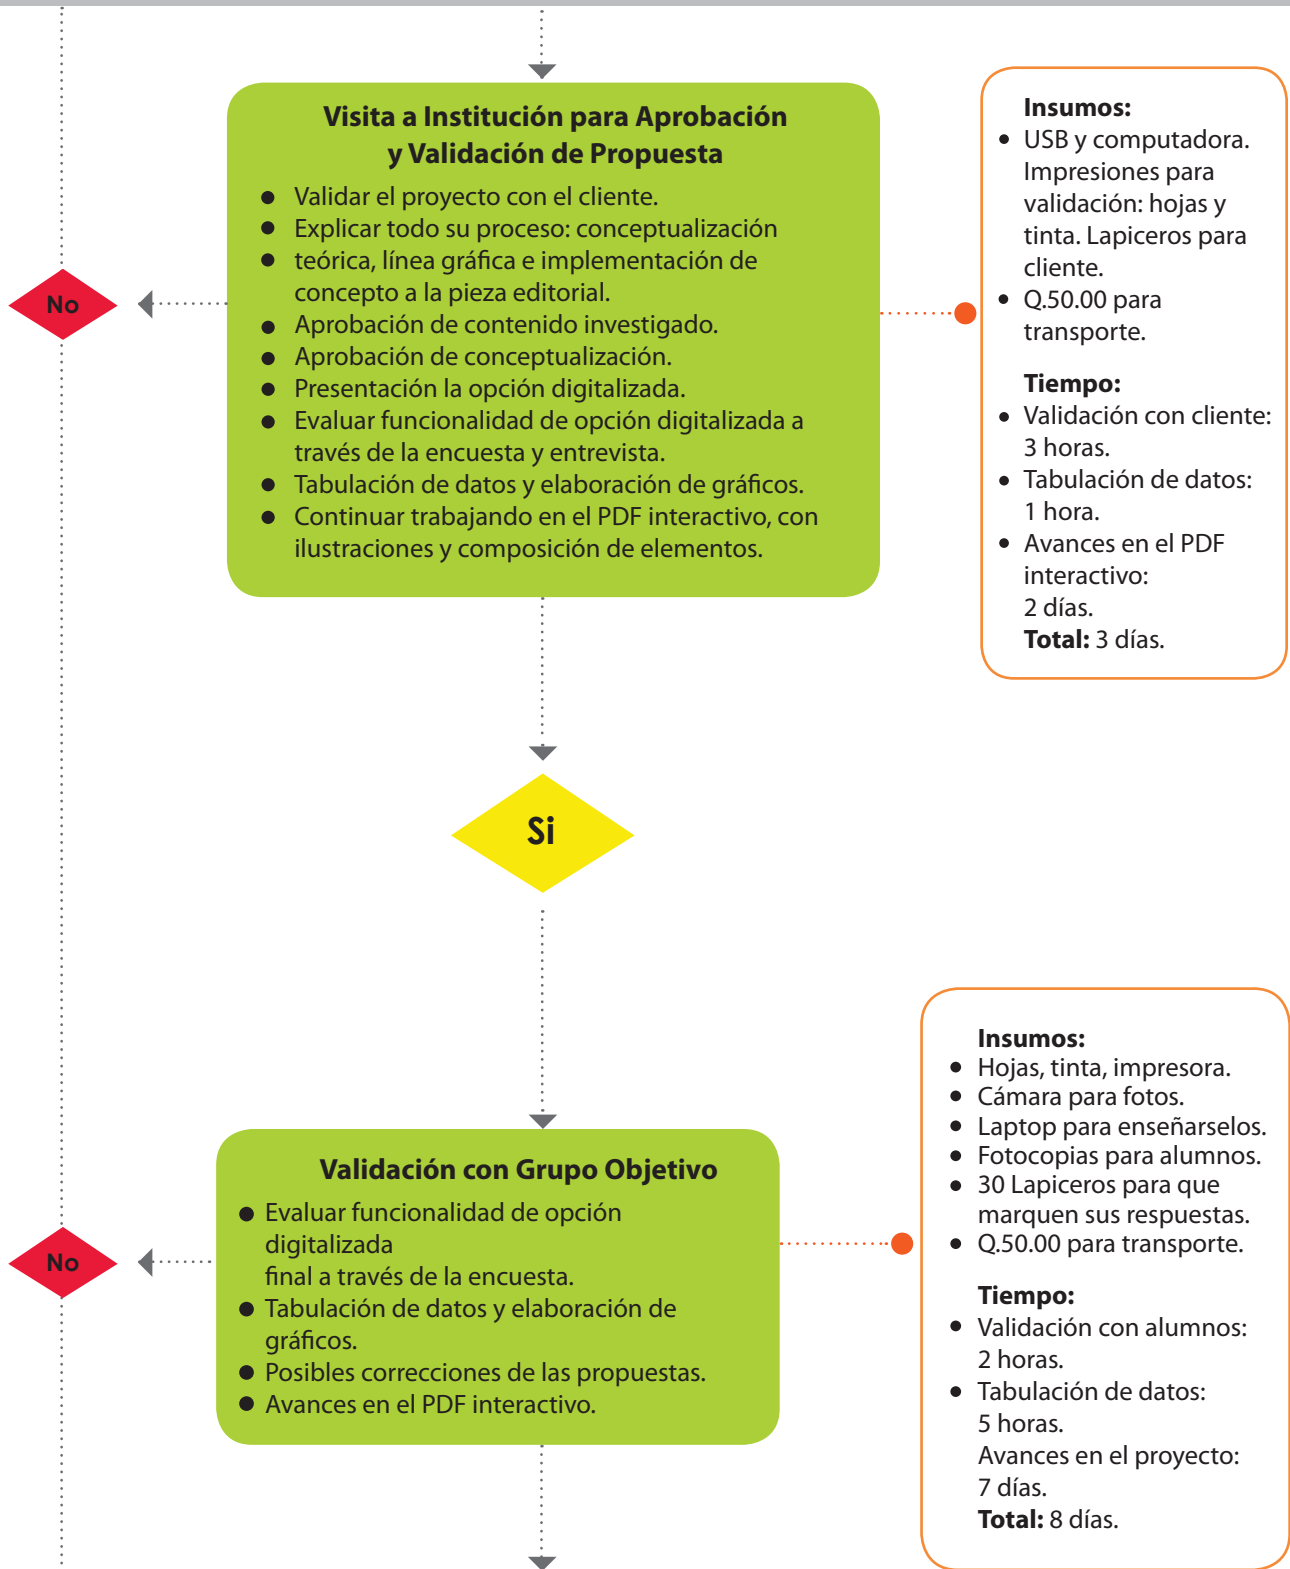 Visita a Institución para Aprobación
y Validación de Propuesta
● Validar el proyecto con el cliente.
● Explicar todo su proceso: conceptualización
● teórica, línea gráfica e implementación de
concepto a la pieza editorial.
● Aprobación de contenido investigado.
● Aprobación de conceptualización.
● Presentación la opción digitalizada.
● Evaluar funcionalidad de opción digitalizada a
través de la encuesta y entrevista.
● Tabulación de datos y elaboración de gráficos.
● Continuar trabajando en el PDF interactivo, con
ilustraciones y composición de elementos.
No
Insumos:
● USB y computadora.
Impresiones para
validación: hojas y
tinta. Lapiceros para
cliente.
● Q.50.00 para
transporte.
Tiempo:
● Validación con cliente:
3 horas.
● Tabulación de datos:
1 hora.
● Avances en el PDF
interactivo:
2 días.
Total: 3 días.
Si
Validación con Grupo Objetivo
● Evaluar funcionalidad de opción
digitalizada
final a través de la encuesta.
● Tabulación de datos y elaboración de
gráficos.
● Posibles correcciones de las propuestas.
● Avances en el PDF interactivo.
No
Insumos:
● Hojas, tinta, impresora.
● Cámara para fotos.
● Laptop para enseñarselos.
● Fotocopias para alumnos.
● 30 Lapiceros para que
marquen sus respuestas.
● Q.50.00 para transporte.
Tiempo:
● Validación con alumnos:
2 horas.
● Tabulación de datos:
5 horas.
Avances en el proyecto:
7 días.
Total: 8 días.